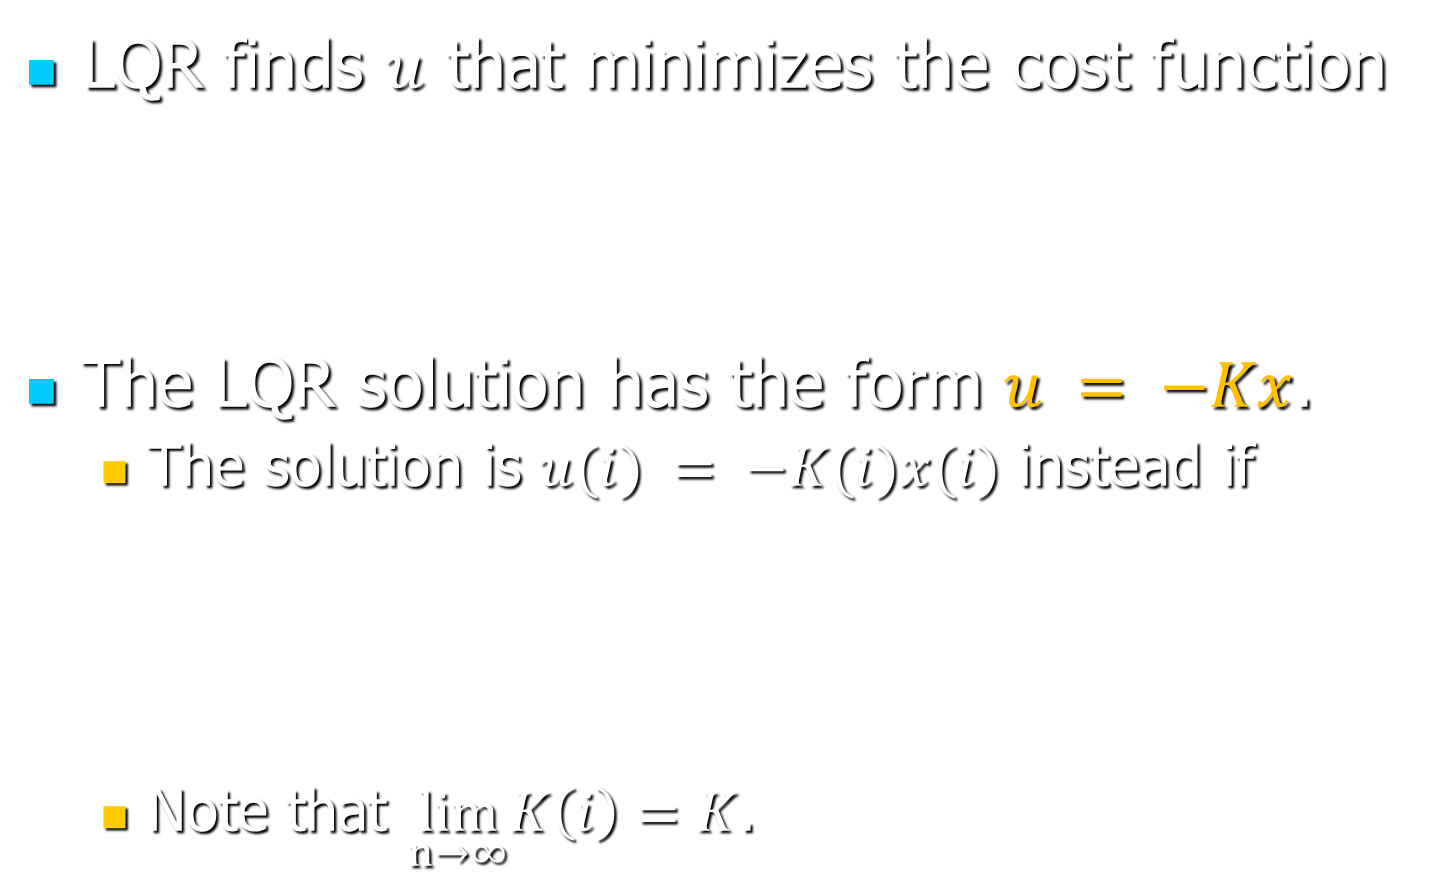 LQR finds u that minimizes the cost function
The LQR solution has the form u = −Kx.
The solution is u(i) = −K(i)x(i) instead if
Note that lim K(i) = K.
n→∞